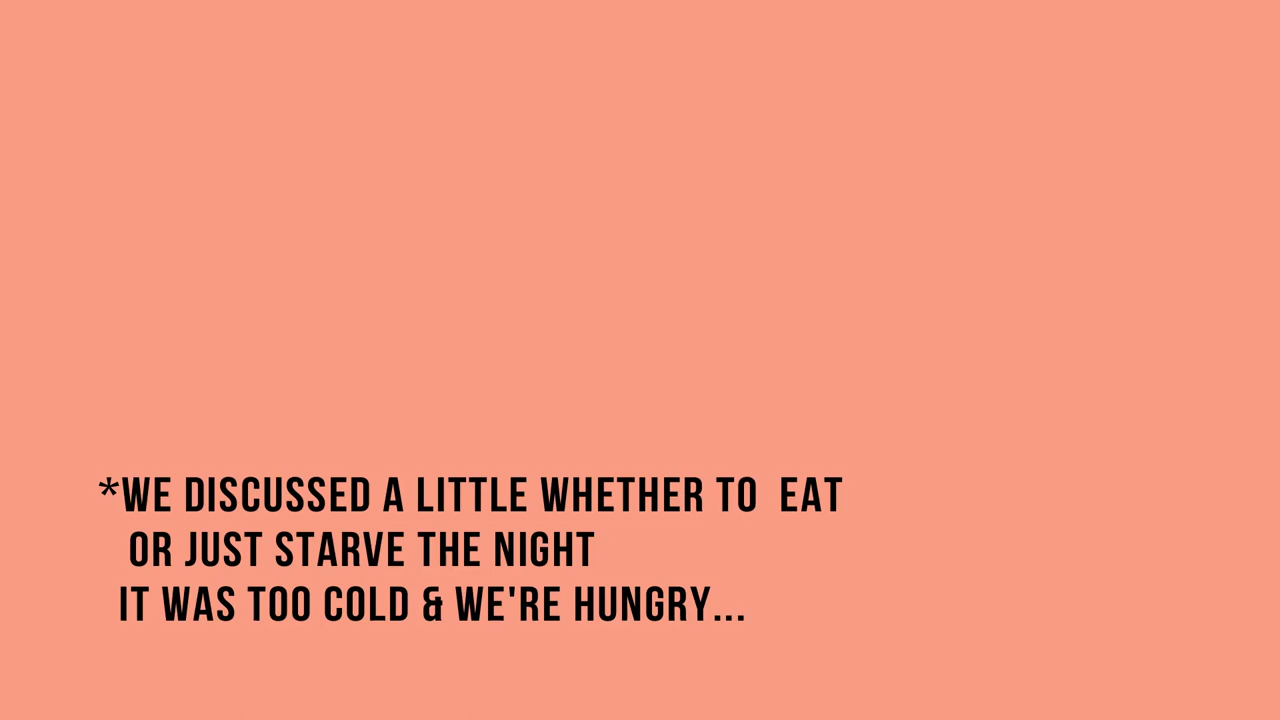 *WE DISCUSSED A LITTLE WHETHER TO  EAT
OR JUST STARVE THE NIGHT
IT WAS TOO COLD & WE'RE HUNGRY...